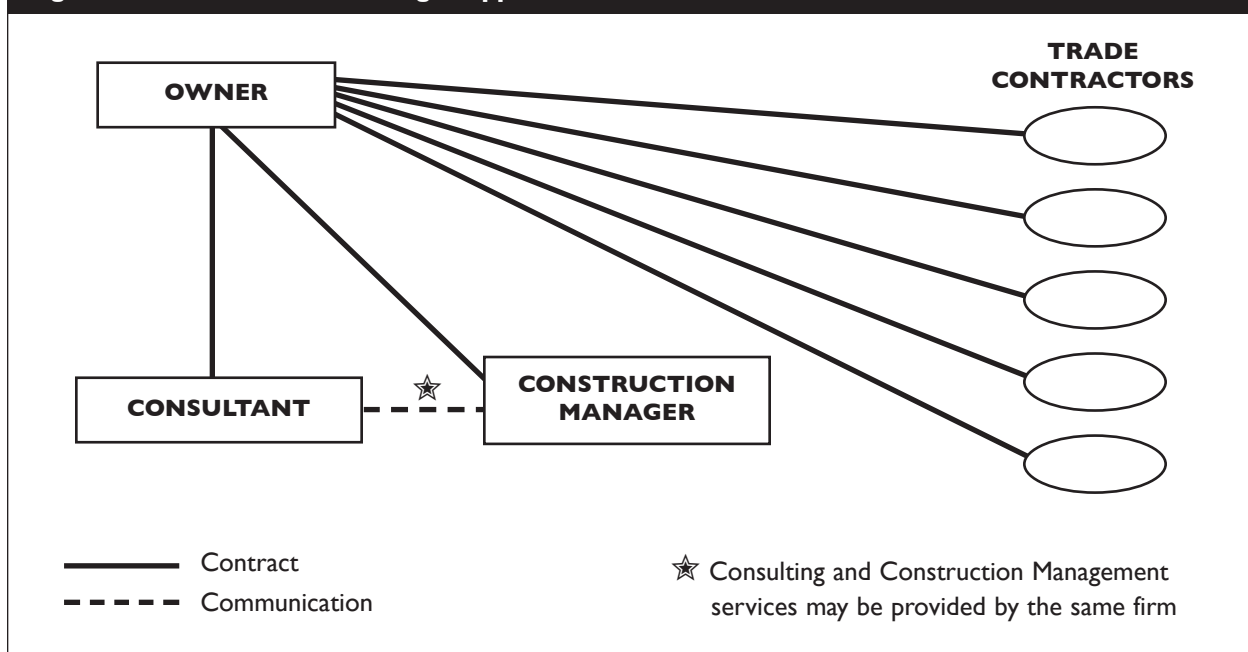 OWNER
TRADE
CONTRACTORS
CONSULTANT
CONSTRUCTION
MANAGER
Contract
Communication
☆ Consulting and Construction Management
services may be provided by the same firm